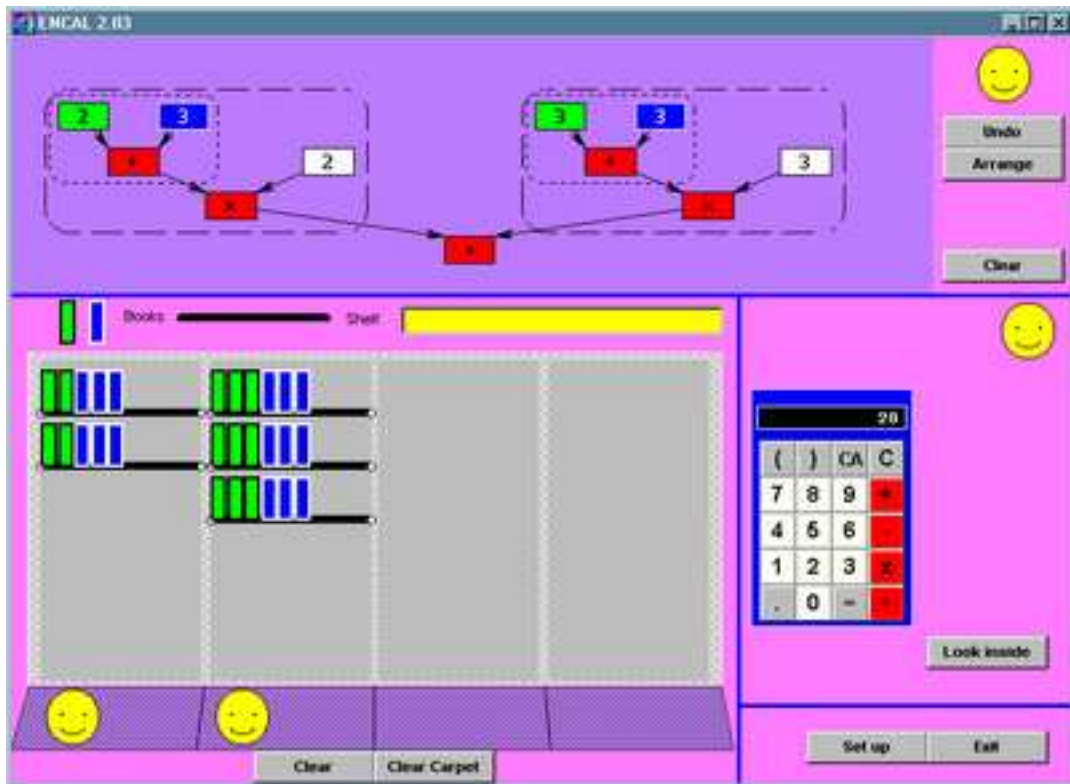 ENCAL 2.03
2 3 3 3
+ 2 + 3
x x
+
Undo
Arrange
Clear
Books Shelf
28
( ) CA C
7 8 9 +
4 5 6 -
1 2 3 x
. 0 = ÷
Look inside
Set up Exit
Clear Clear Carpet